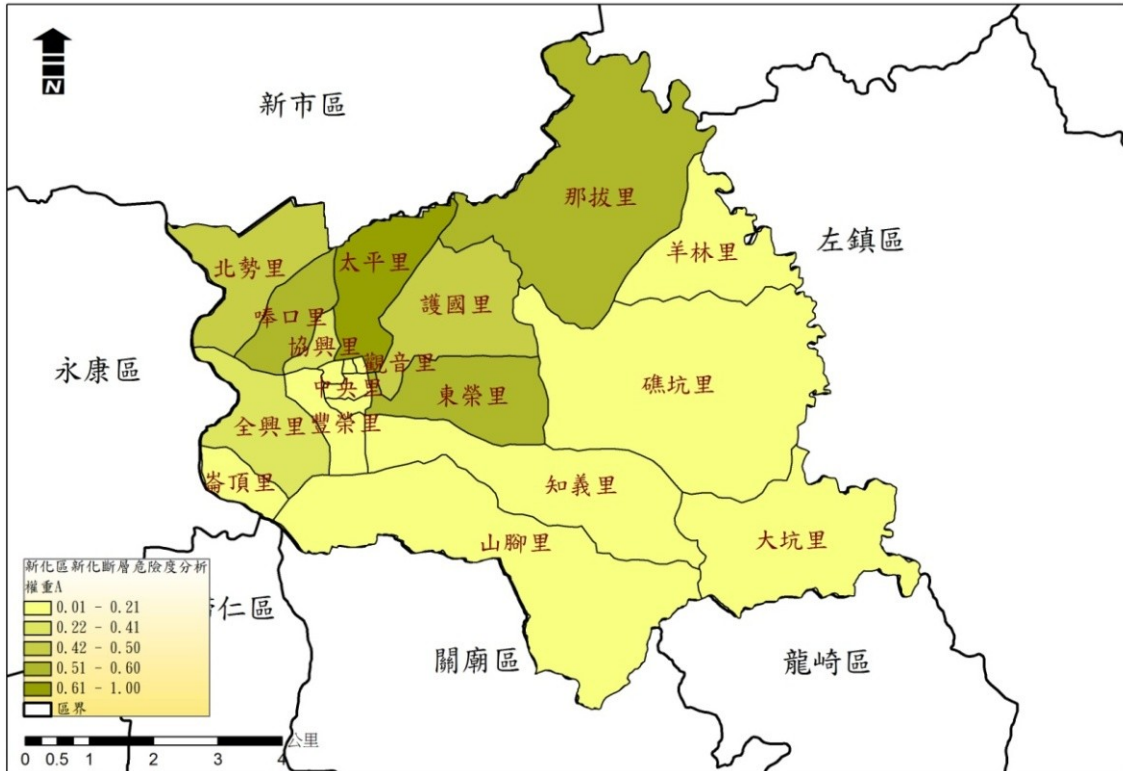 N
新市區
那拔里
左鎮區
羊林里
太平里
北勢里
護國里
唪口里
協興里
觀音里
永康區
中央里
東榮里
礁坑里
全興里
豐榮里
崙頂里
知義里
山腳里
大坑里
新化區新化斷層危險度分析
權重A
0.01 - 0.21
0.22 - 0.41
0.42 - 0.50
0.51 - 0.60
0.61 - 1.00
區界
仁區
關廟區
龍崎區
公里
0 0.5 1 2 3 4